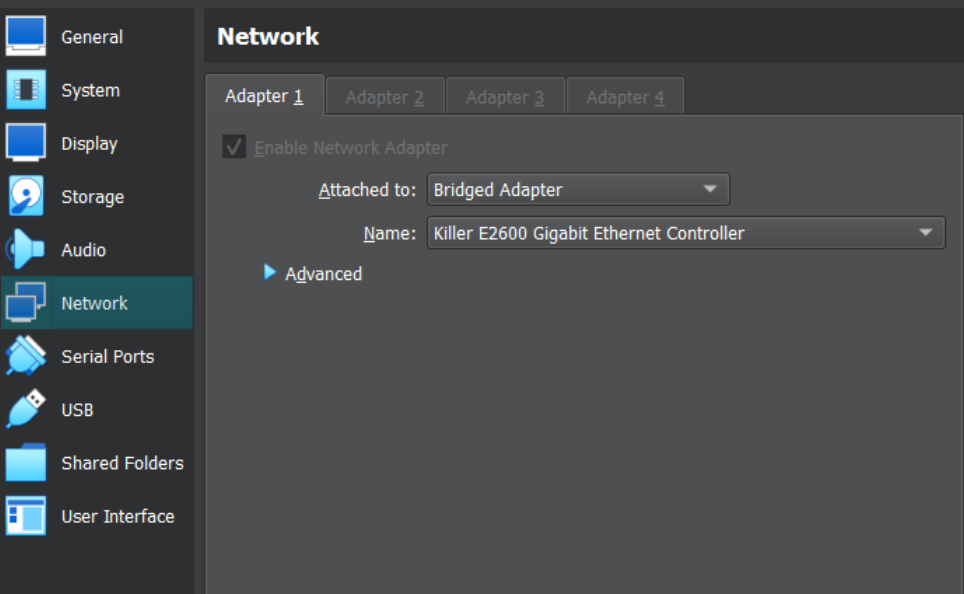 General
System
Display
Storage
Audio
Network
Serial Ports
USB
Shared Folders
User Interface
Network
Adapter 1 Adapter 2 Adapter 3 Adapter 4
Enable Network Adapter
Attached to: Bridged Adapter
Name: Killer E2600 Gigabit Ethernet Controller
Advanced